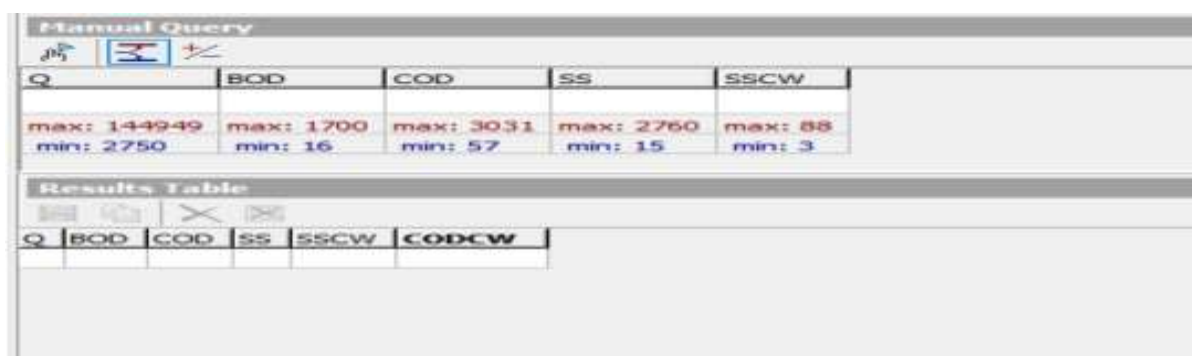 Manual Query
Q BOD COD SS SSCW
max: 144949 max: 1700 max: 3031 max: 2760 max: 88
min: 2750 min: 16 min: 57 min: 15 min: 3
Results Table
Q BOD COD SS SSCW CODCW